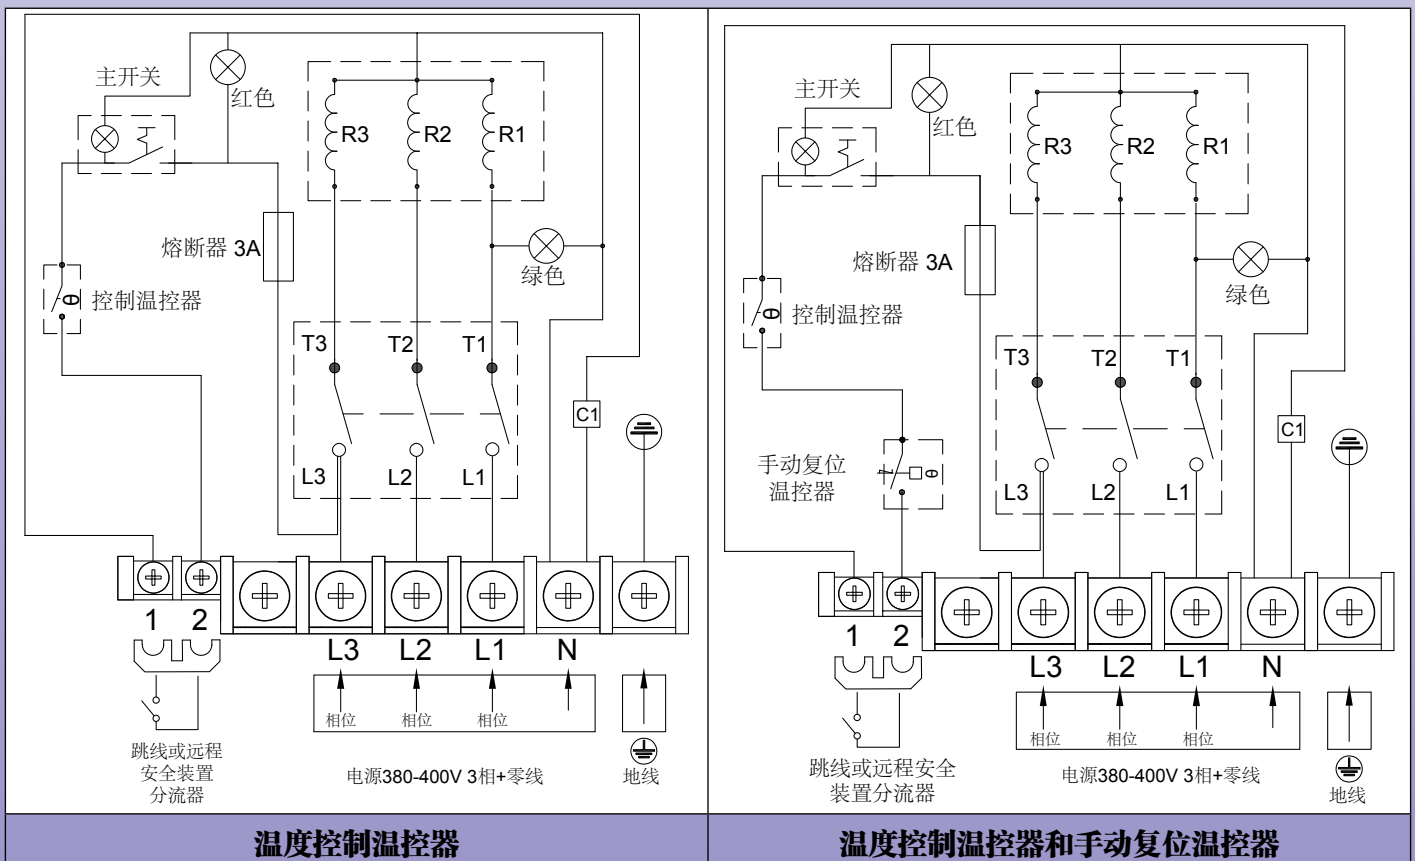 主开关
红色
R3 R2 R1
熔断器 3A
绿色
θ 控制温控器
T3 T2 T1
C1
L3 L2 L1
1 2
L3 L2 L1 N
相位 相位 相位
跳线或远程
安全装置
分流器
电源380-400V 3相+零线
地线
温度控制温控器
主开关
红色
R3 R2 R1
熔断器 3A
绿色
θ 控制温控器
T3 T2 T1
C1
手动复位
温控器
θ
L3 L2 L1
1 2
L3 L2 L1 N
相位 相位 相位
跳线或远程安全
装置分流器
电源380-400V 3相+零线
地线
温度控制温控器和手动复位温控器